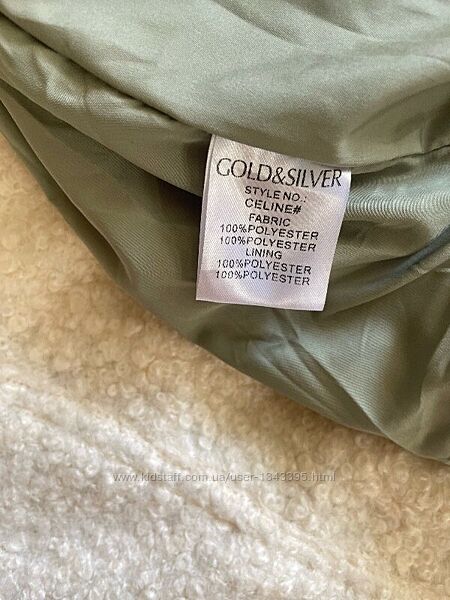 GOLD&SILVER
STYLE NO.:
CELINE#
FABRIC
100%POLYESTER
100%POLYESTER
LINING
100%POLYESTER
100%POLYESTER
www.kidstaff.com.ua/user-1343395.html